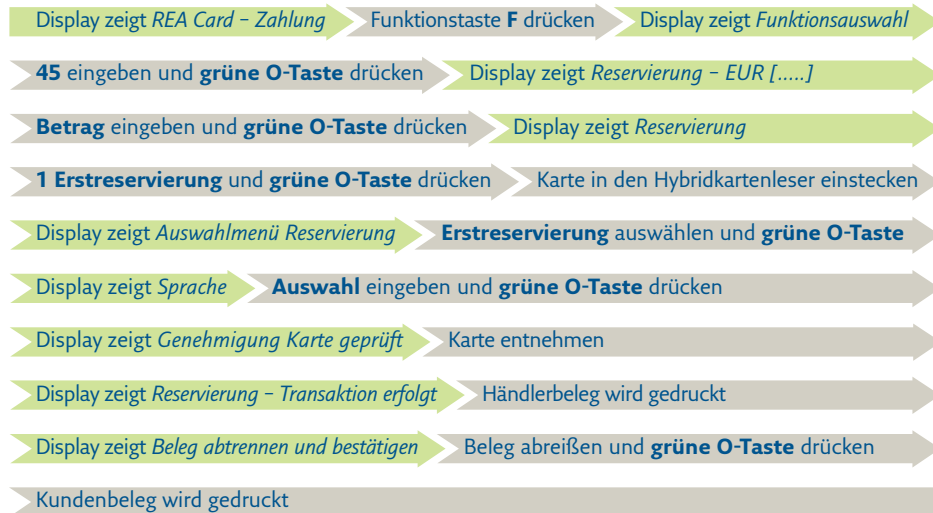 Display zeigt REA Card – Zahlung Funktionstaste F drücken Display zeigt Funktionsauswahl
45 eingeben und grüne O-Taste drücken Display zeigt Reservierung – EUR [.....]
Betrag eingeben und grüne O-Taste drücken Display zeigt Reservierung
1 Erstreservierung und grüne O-Taste drücken Karte in den Hybridkartenleser einstecken
Display zeigt Auswahlmenü Reservierung Erstreservierung auswählen und grüne O-Taste
Display zeigt Sprache Auswahl eingeben und grüne O-Taste drücken
Display zeigt Genehmigung Karte geprüft Karte entnehmen
Display zeigt Reservierung – Transaktion erfolgt Händlerbeleg wird gedruckt
Display zeigt Beleg abtrennen und bestätigen Beleg abreißen und grüne O-Taste drücken
Kundenbeleg wird gedruckt